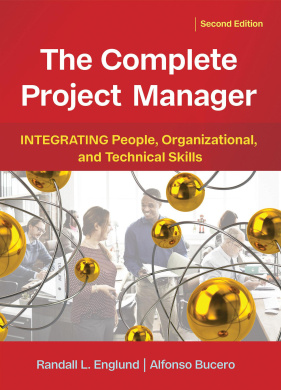 Second Edition
The Complete
Project Manager
INTEGRATING People, Organizational,
and Technical Skills
Randall L. Englund | Alfonso Bucero